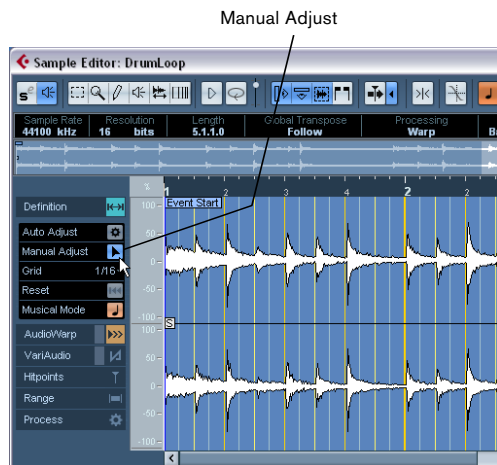 Manual Adjust
Sample Editor: DrumLoop
Sample Rate Resolution Length Global Transpose Processing
44100 kHz 16 bits 5.1.1.0 Follow Warp
% 1 2 3 4 2 2
Definition
100
Event Start
Auto Adjust
50
Manual Adjust
0
Grid 1/16
-50
Reset
Musical Mode
-100
S
AudioWarp
100
VariAudio
50
Hitpoints
0
Range
-50
Process
-100